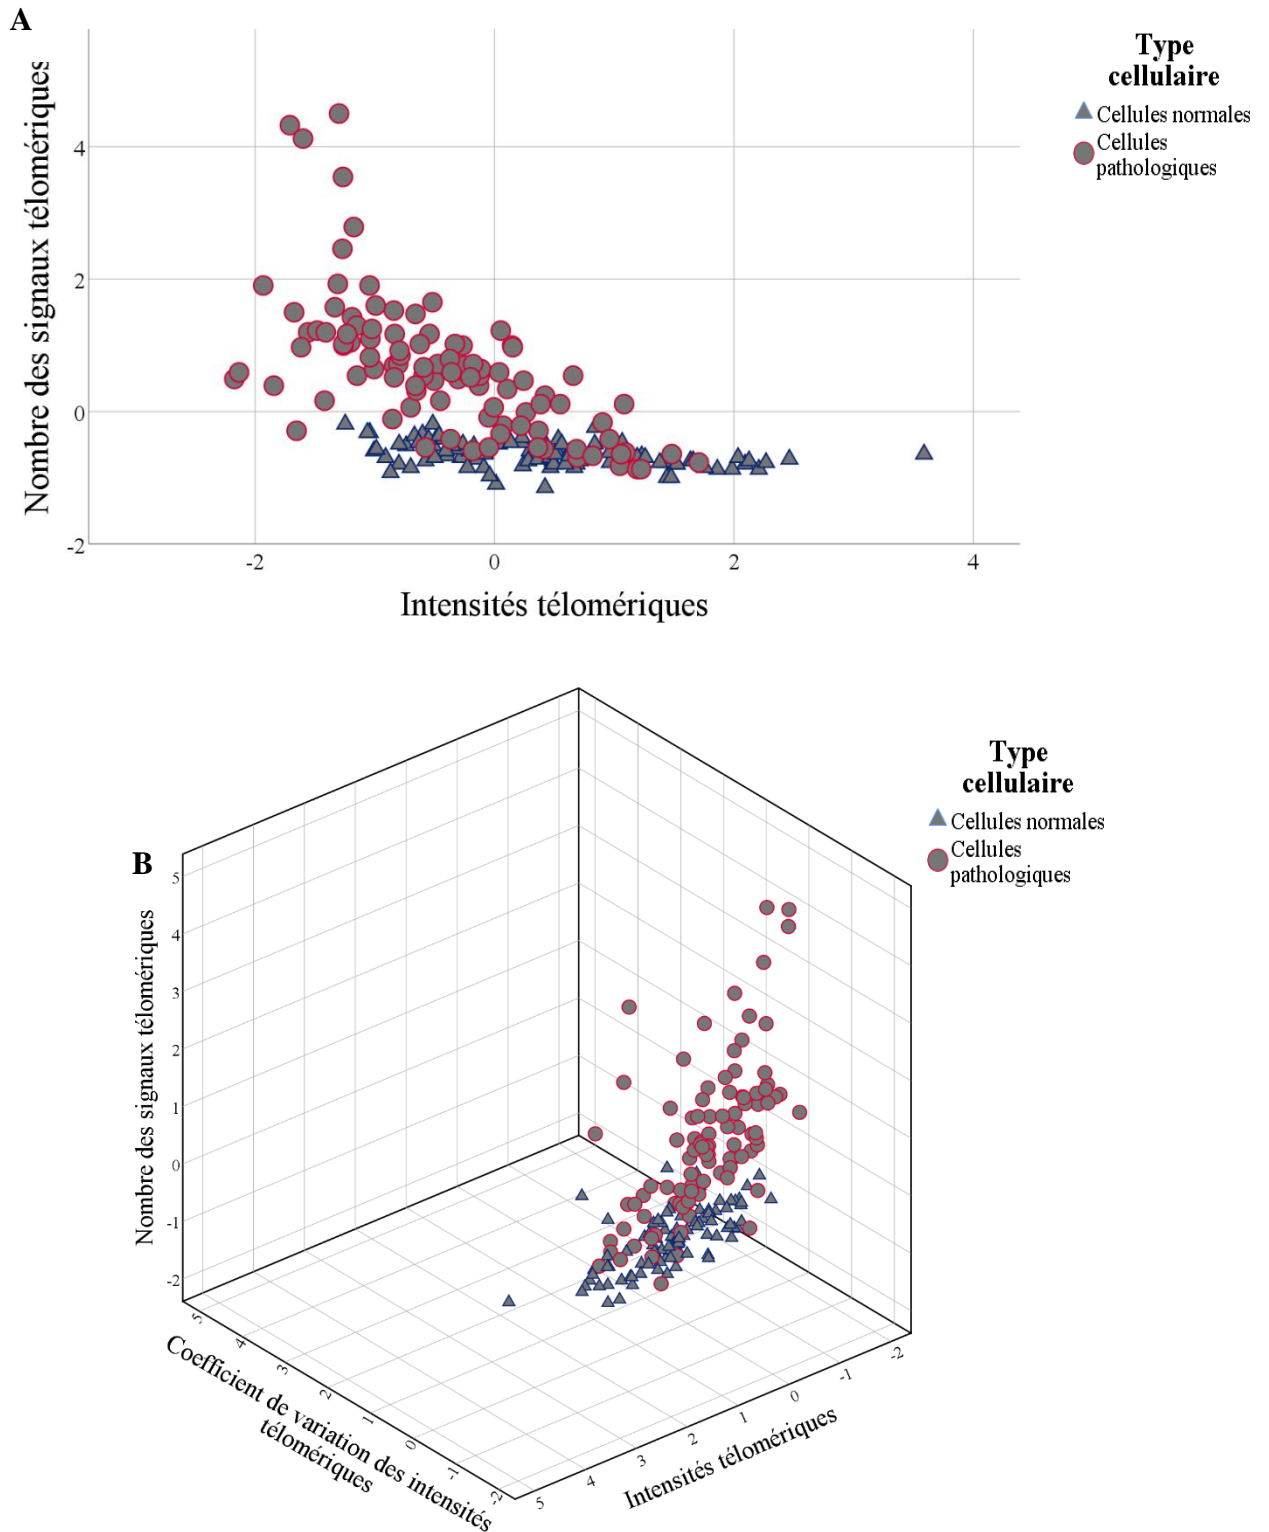 A
Type
cellulaire
Cellules normales
Cellules
pathologiques
Nombre des signaux télomériques
4
2
0
-2
-2
0
2
4
Intensités télomériques
B
Type
cellulaire
Cellules normales
Cellules
pathologiques
Nombre des signaux télomériques
5
4
3
2
1
0
-1
-2
5
4
3
2
1
0
-1
-2
Coefficient de variation des intensités
télomériques
5
4
3
2
1
0
-1
-2
Intensités télomériques